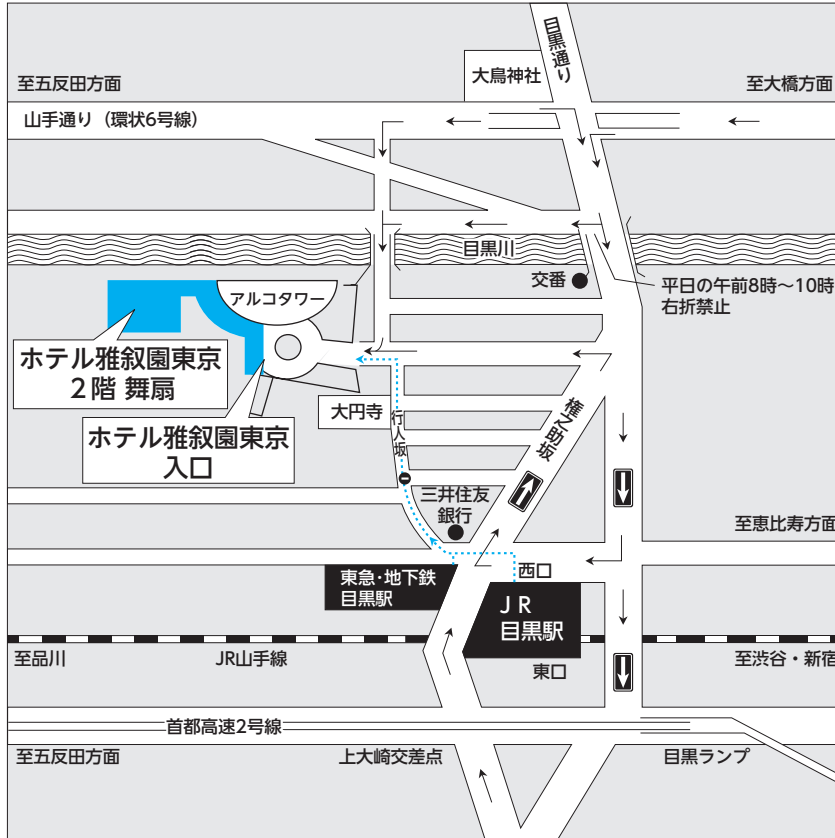 目黒通り
大鳥神社
至五反田方面
至大橋方面
山手通り（環状6号線）
目黒川
交番
平日の午前8時～10時
右折禁止
アルコタワー
ホテル雅叙園東京
2階 舞扇
ホテル雅叙園東京
入口
大円寺
行人坂
権之助坂
三井住友
銀行
至恵比寿方面
東急・地下鉄
目黒駅
西口
JR
目黒駅
東口
至品川
JR山手線
至渋谷・新宿
首都高速2号線
至五反田方面
上大崎交差点
目黒ランプ